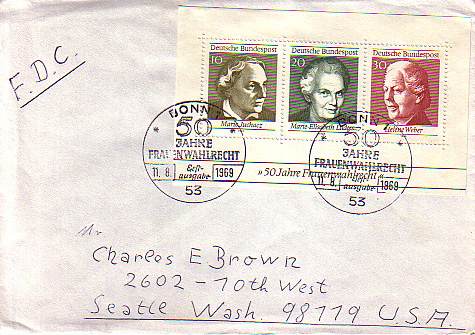 F.D.C.
Deutsche Bundespost
10
Marie Juchacz
Deutsche Bundespost
20
Marie-Elisabeth Lüders
Deutsche Bundespost
30
Helene Weber
»50 Jahre Frauenwahlrecht«
BONN
50
JAHRE
FRAUENWAHLRECHT
11.8. Erst-
ausgabe 1969
53
BONN
50
JAHRE
FRAUENWAHLRECHT
11.8. Erst-
ausgabe 1969
53
Mr
Charles E. Brown
2602-10th West
Seattle Wash. 98119 U.S.A.